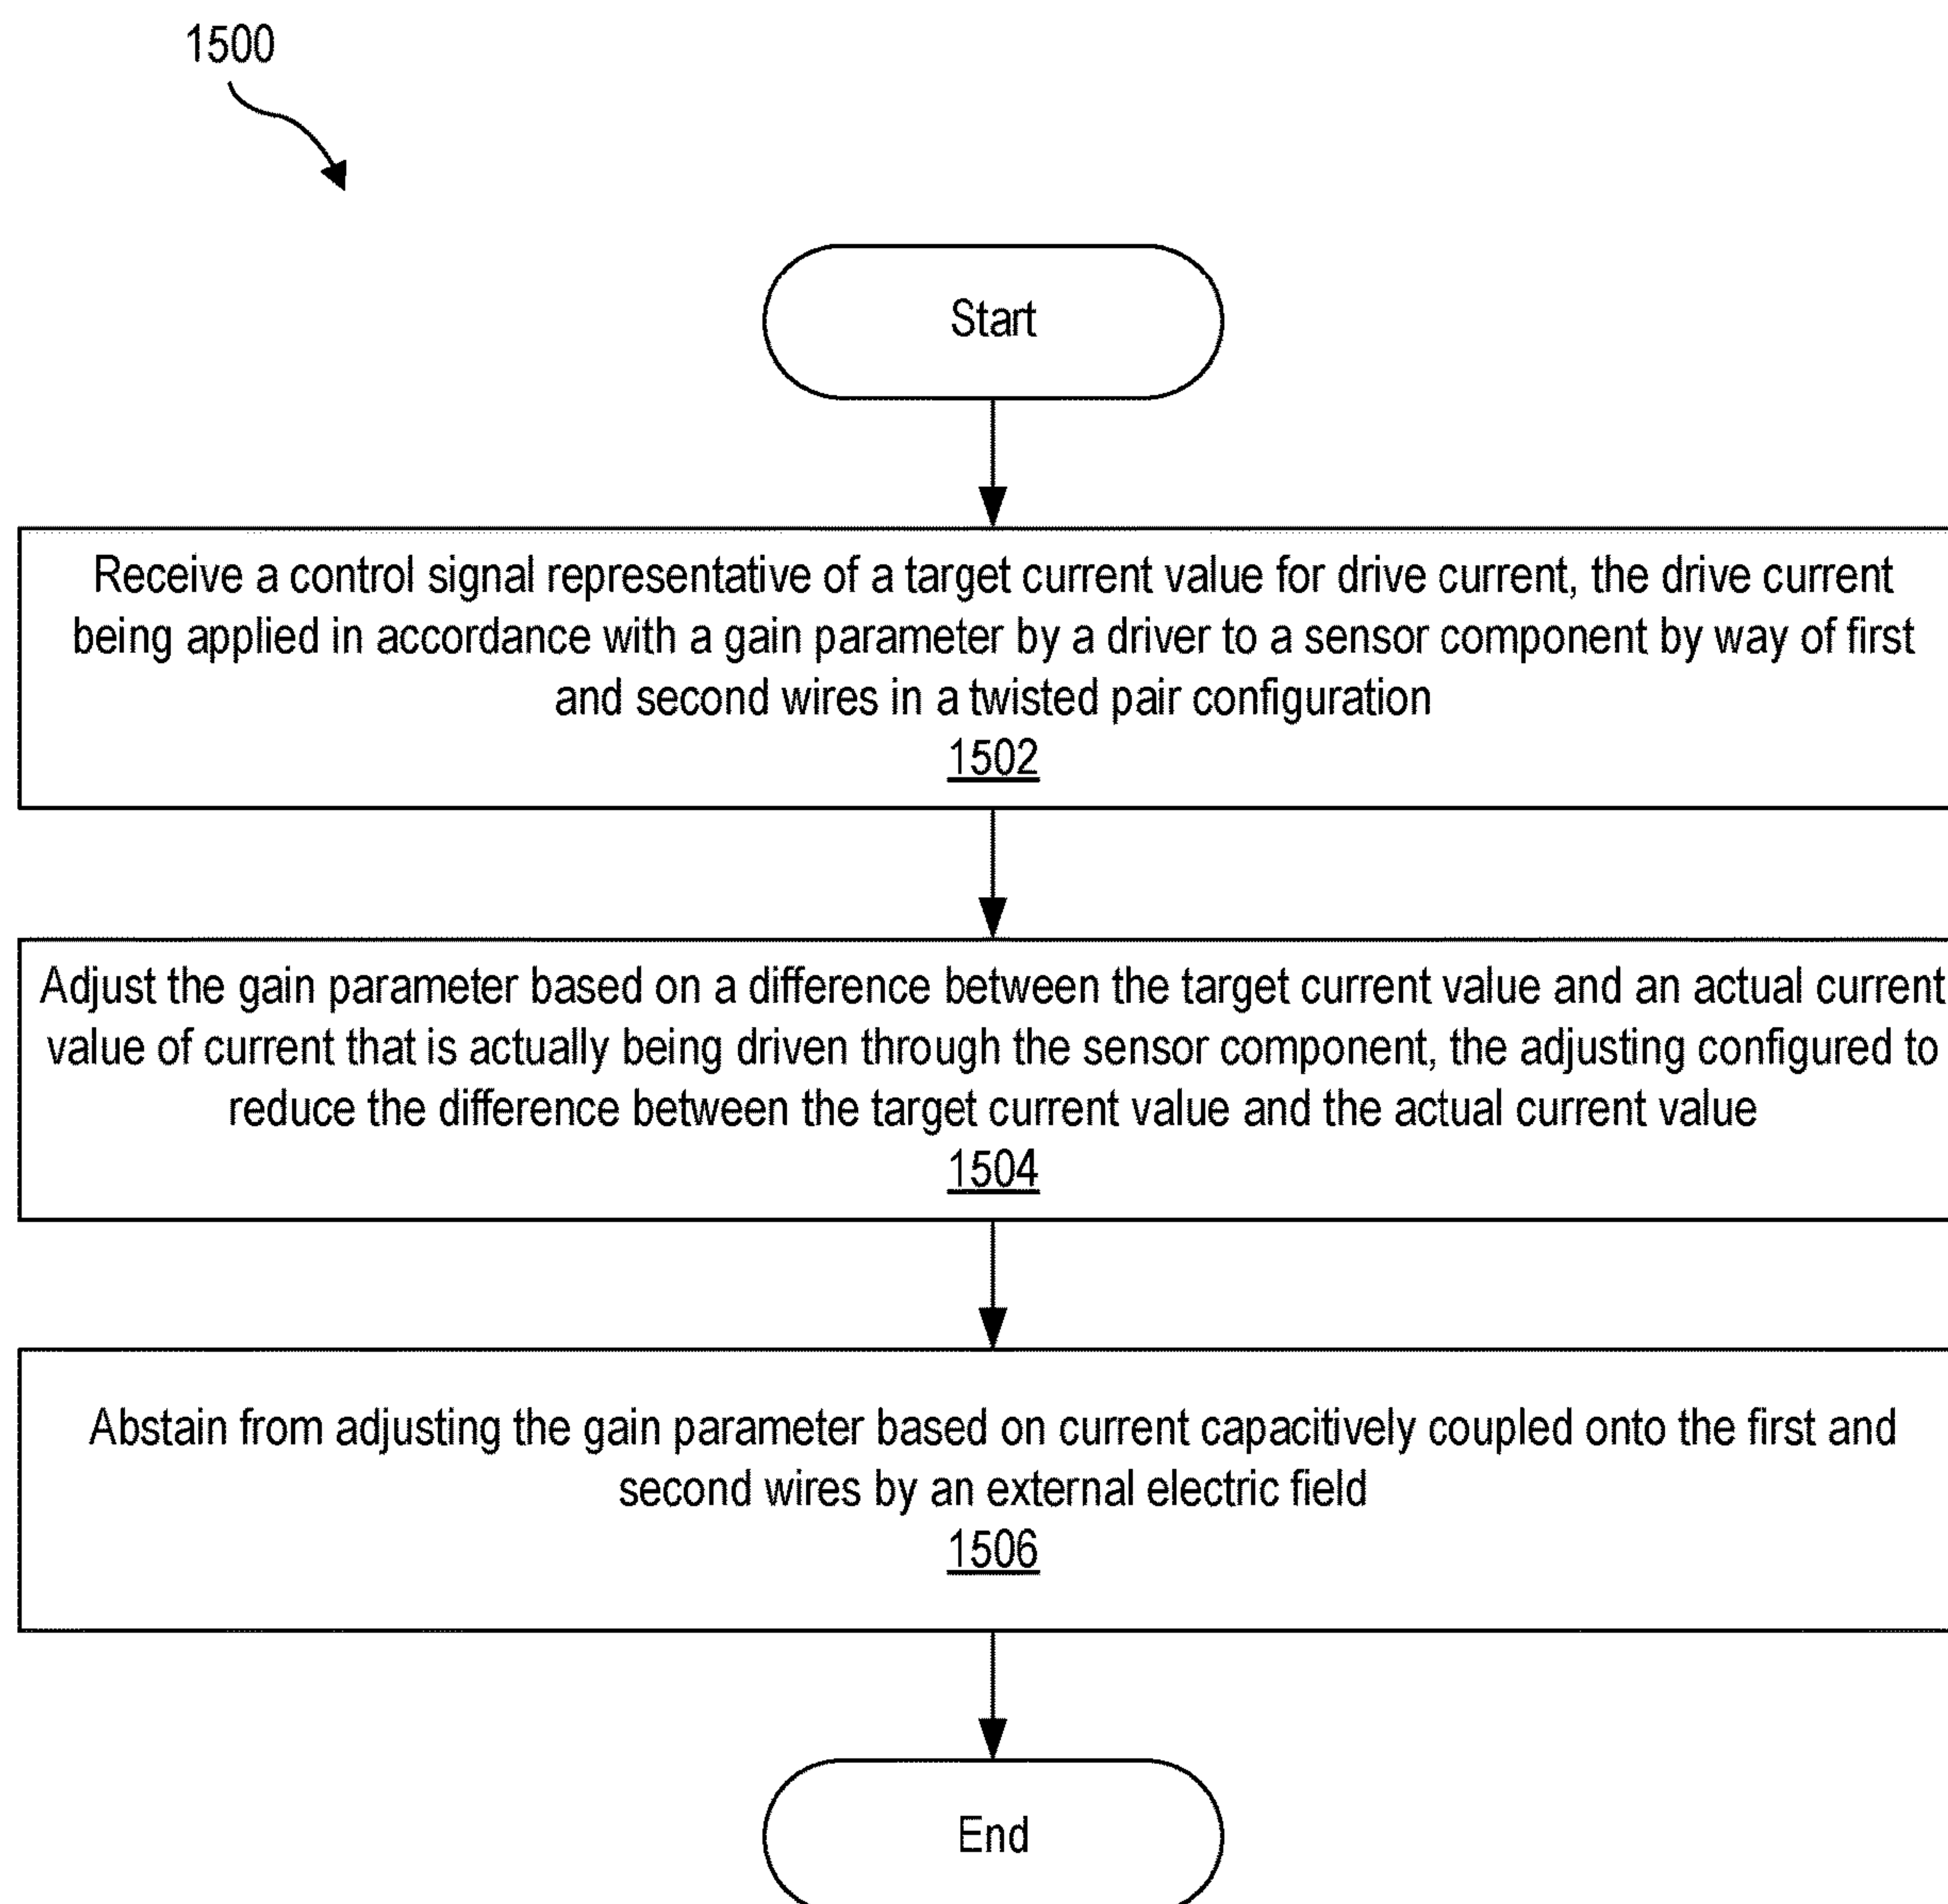 1500
Start
Receive a control signal representative of a target current value for drive current, the drive current
being applied in accordance with a gain parameter by a driver to a sensor component by way of first
and second wires in a twisted pair configuration
1502
Adjust the gain parameter based on a difference between the target current value and an actual current
value of current that is actually being driven through the sensor component, the adjusting configured to
reduce the difference between the target current value and the actual current value
1504
Abstain from adjusting the gain parameter based on current capacitively coupled onto the first and
second wires by an external electric field
1506
End